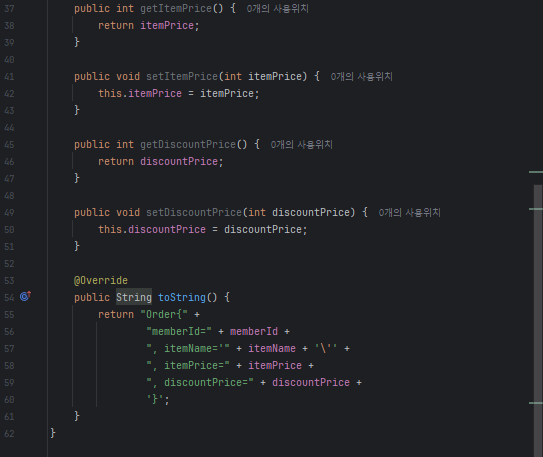 37 public int getItemPrice() { 0개의 사용위치
38 return itemPrice;
39 }
40
41 public void setItemPrice(int itemPrice) { 0개의 사용위치
42 this.itemPrice = itemPrice;
43 }
44
45 public int getDiscountPrice() { 0개의 사용위치
46 return discountPrice;
47 }
48
49 public void setDiscountPrice(int discountPrice) { 0개의 사용위치
50 this.discountPrice = discountPrice;
51 }
52
53 @Override
54 public String toString() {
55 return "Order{" +
56 "memberId=" + memberId +
57 ", itemName='" + itemName + '\'' +
58 ", itemPrice=" + itemPrice +
59 ", discountPrice=" + discountPrice +
60 '}';
61 }
62 }